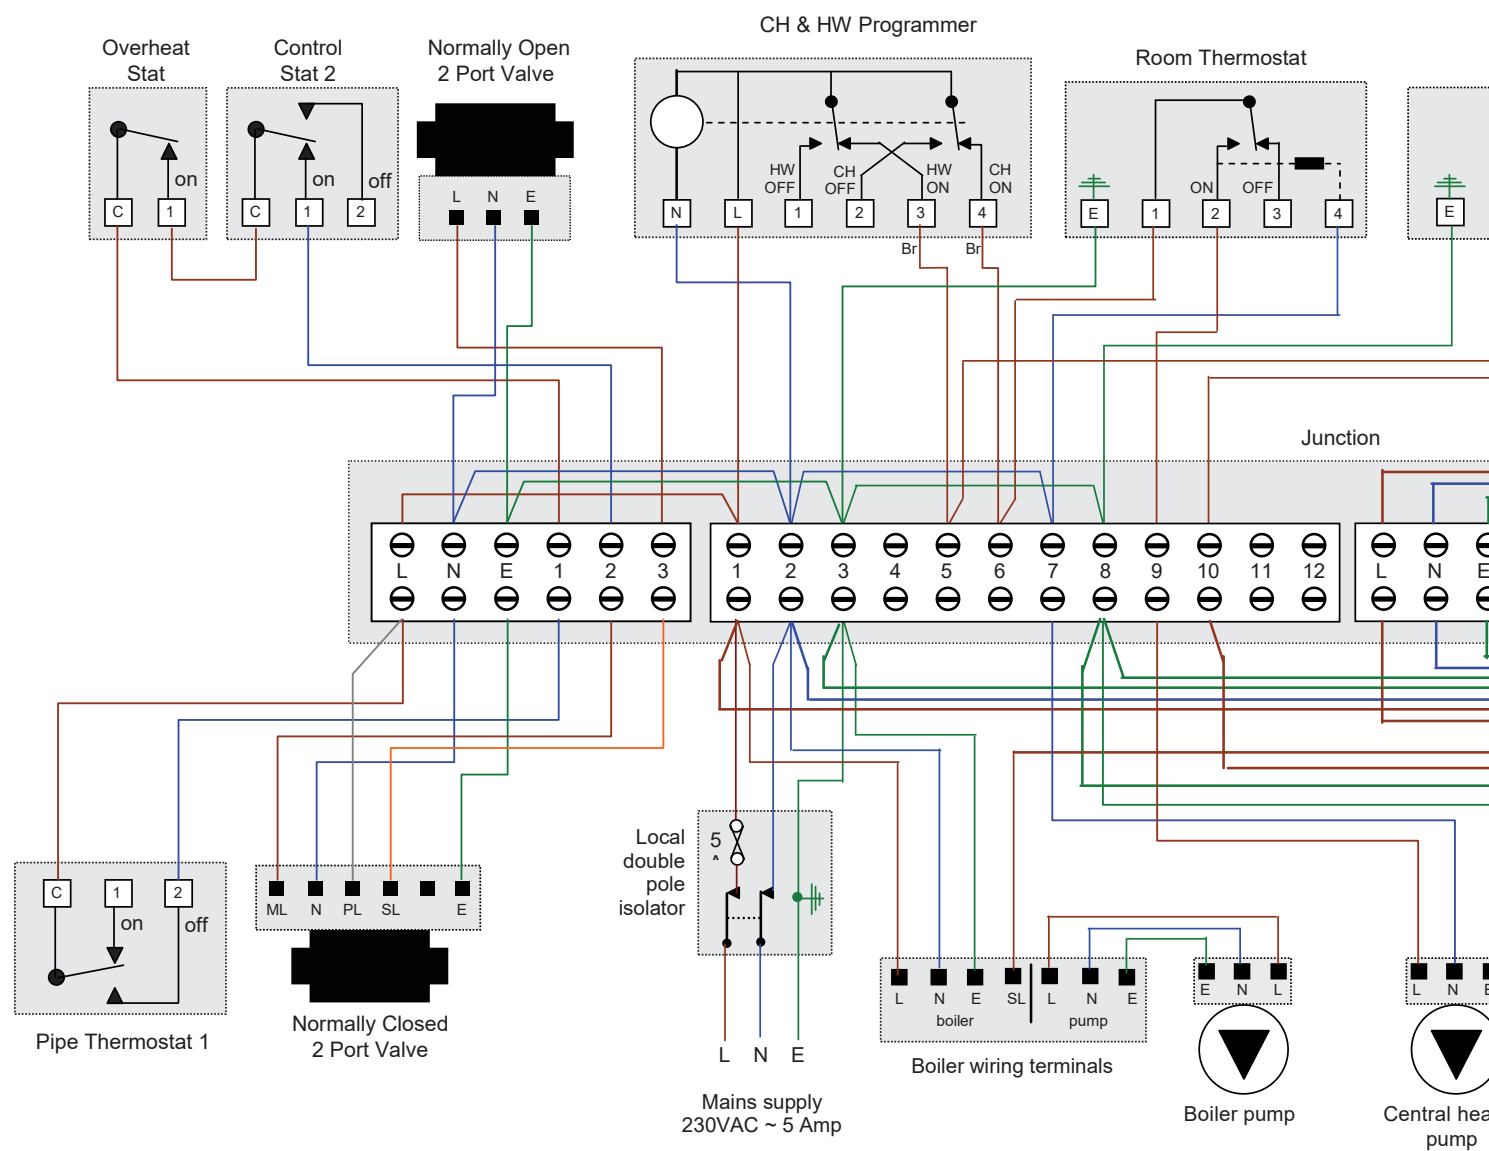 CH & HW Programmer
Overheat
Stat
Control
Stat 2
Normally Open
2 Port Valve
Room Thermostat
on
C
1
on
off
C
1
2
L
N
E
HW
OFF
CH
OFF
HW
ON
CH
ON
N
L
1
2
3
4
Br
Br
ON
OFF
E
1
2
3
4
E
Junction
L
N
E
1
2
3
1
2
3
4
5
6
7
8
9
10
11
12
L
N
E
C
1
2
on
off
Pipe Thermostat 1
ML
N
PL
SL
E
Normally Closed
2 Port Valve
Local
double
pole
isolator
5
L
N
E
Mains supply
230VAC ~ 5 Amp
L
N
E
SL
L
N
E
boiler
pump
Boiler wiring terminals
E
N
L
Boiler pump
L
N
Central hea
pump